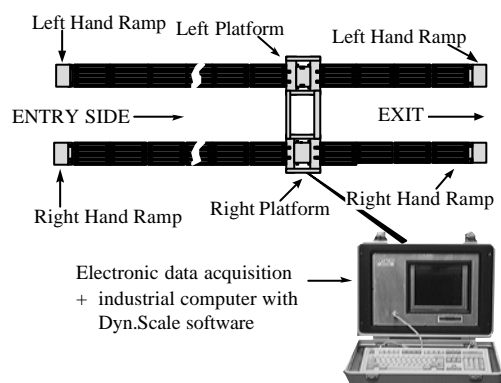 Left Hand Ramp
Left Platform
Left Hand Ramp
ENTRY SIDE
EXIT
Right Hand Ramp
Right Platform
Right Hand Ramp
Electronic data acquisition
+ industrial computer with
Dyn.Scale software